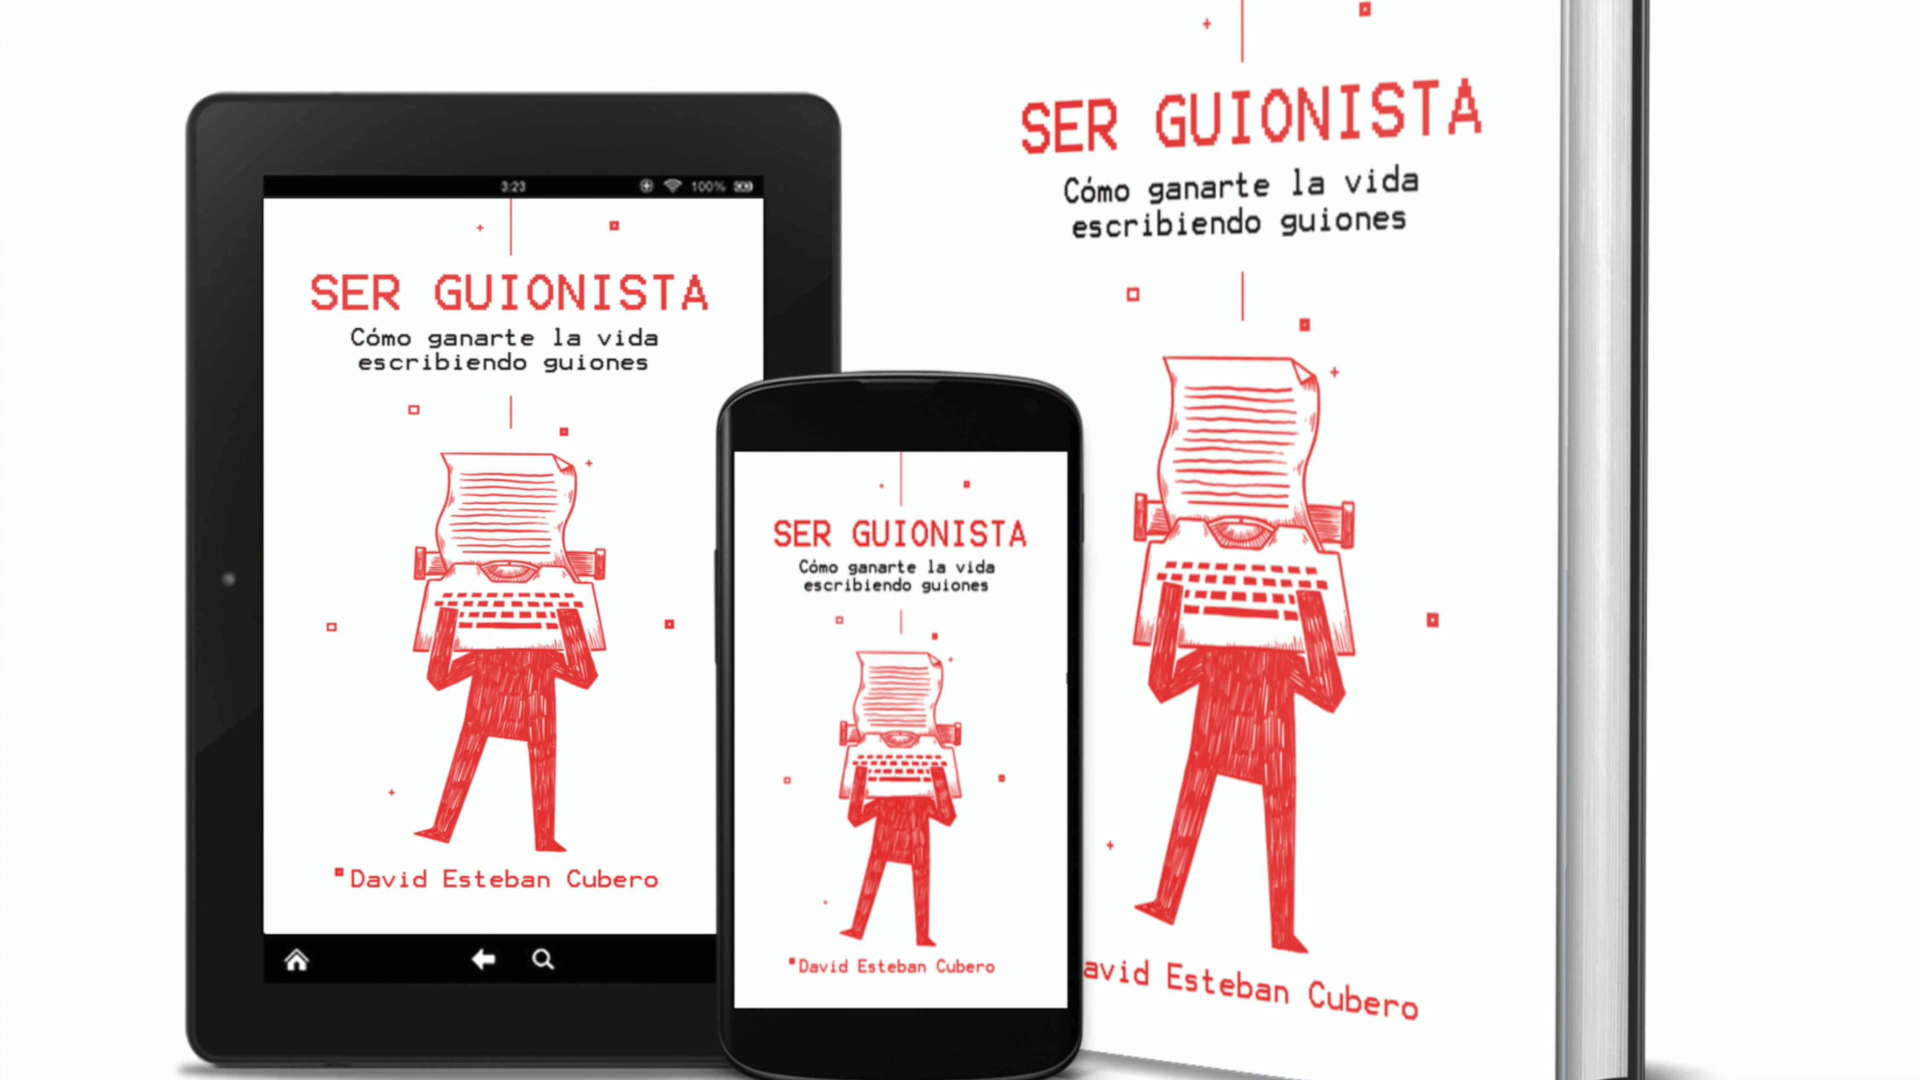 3:23
100%
SER GUIONISTA
Cómo ganarte la vida
escribiendo guiones
David Esteban Cubero
SER GUIONISTA
Cómo ganarte la vida
escribiendo guiones
David Esteban Cubero
SER GUIONISTA
Cómo ganarte la vida
escribiendo guiones
avid Esteban Cubero